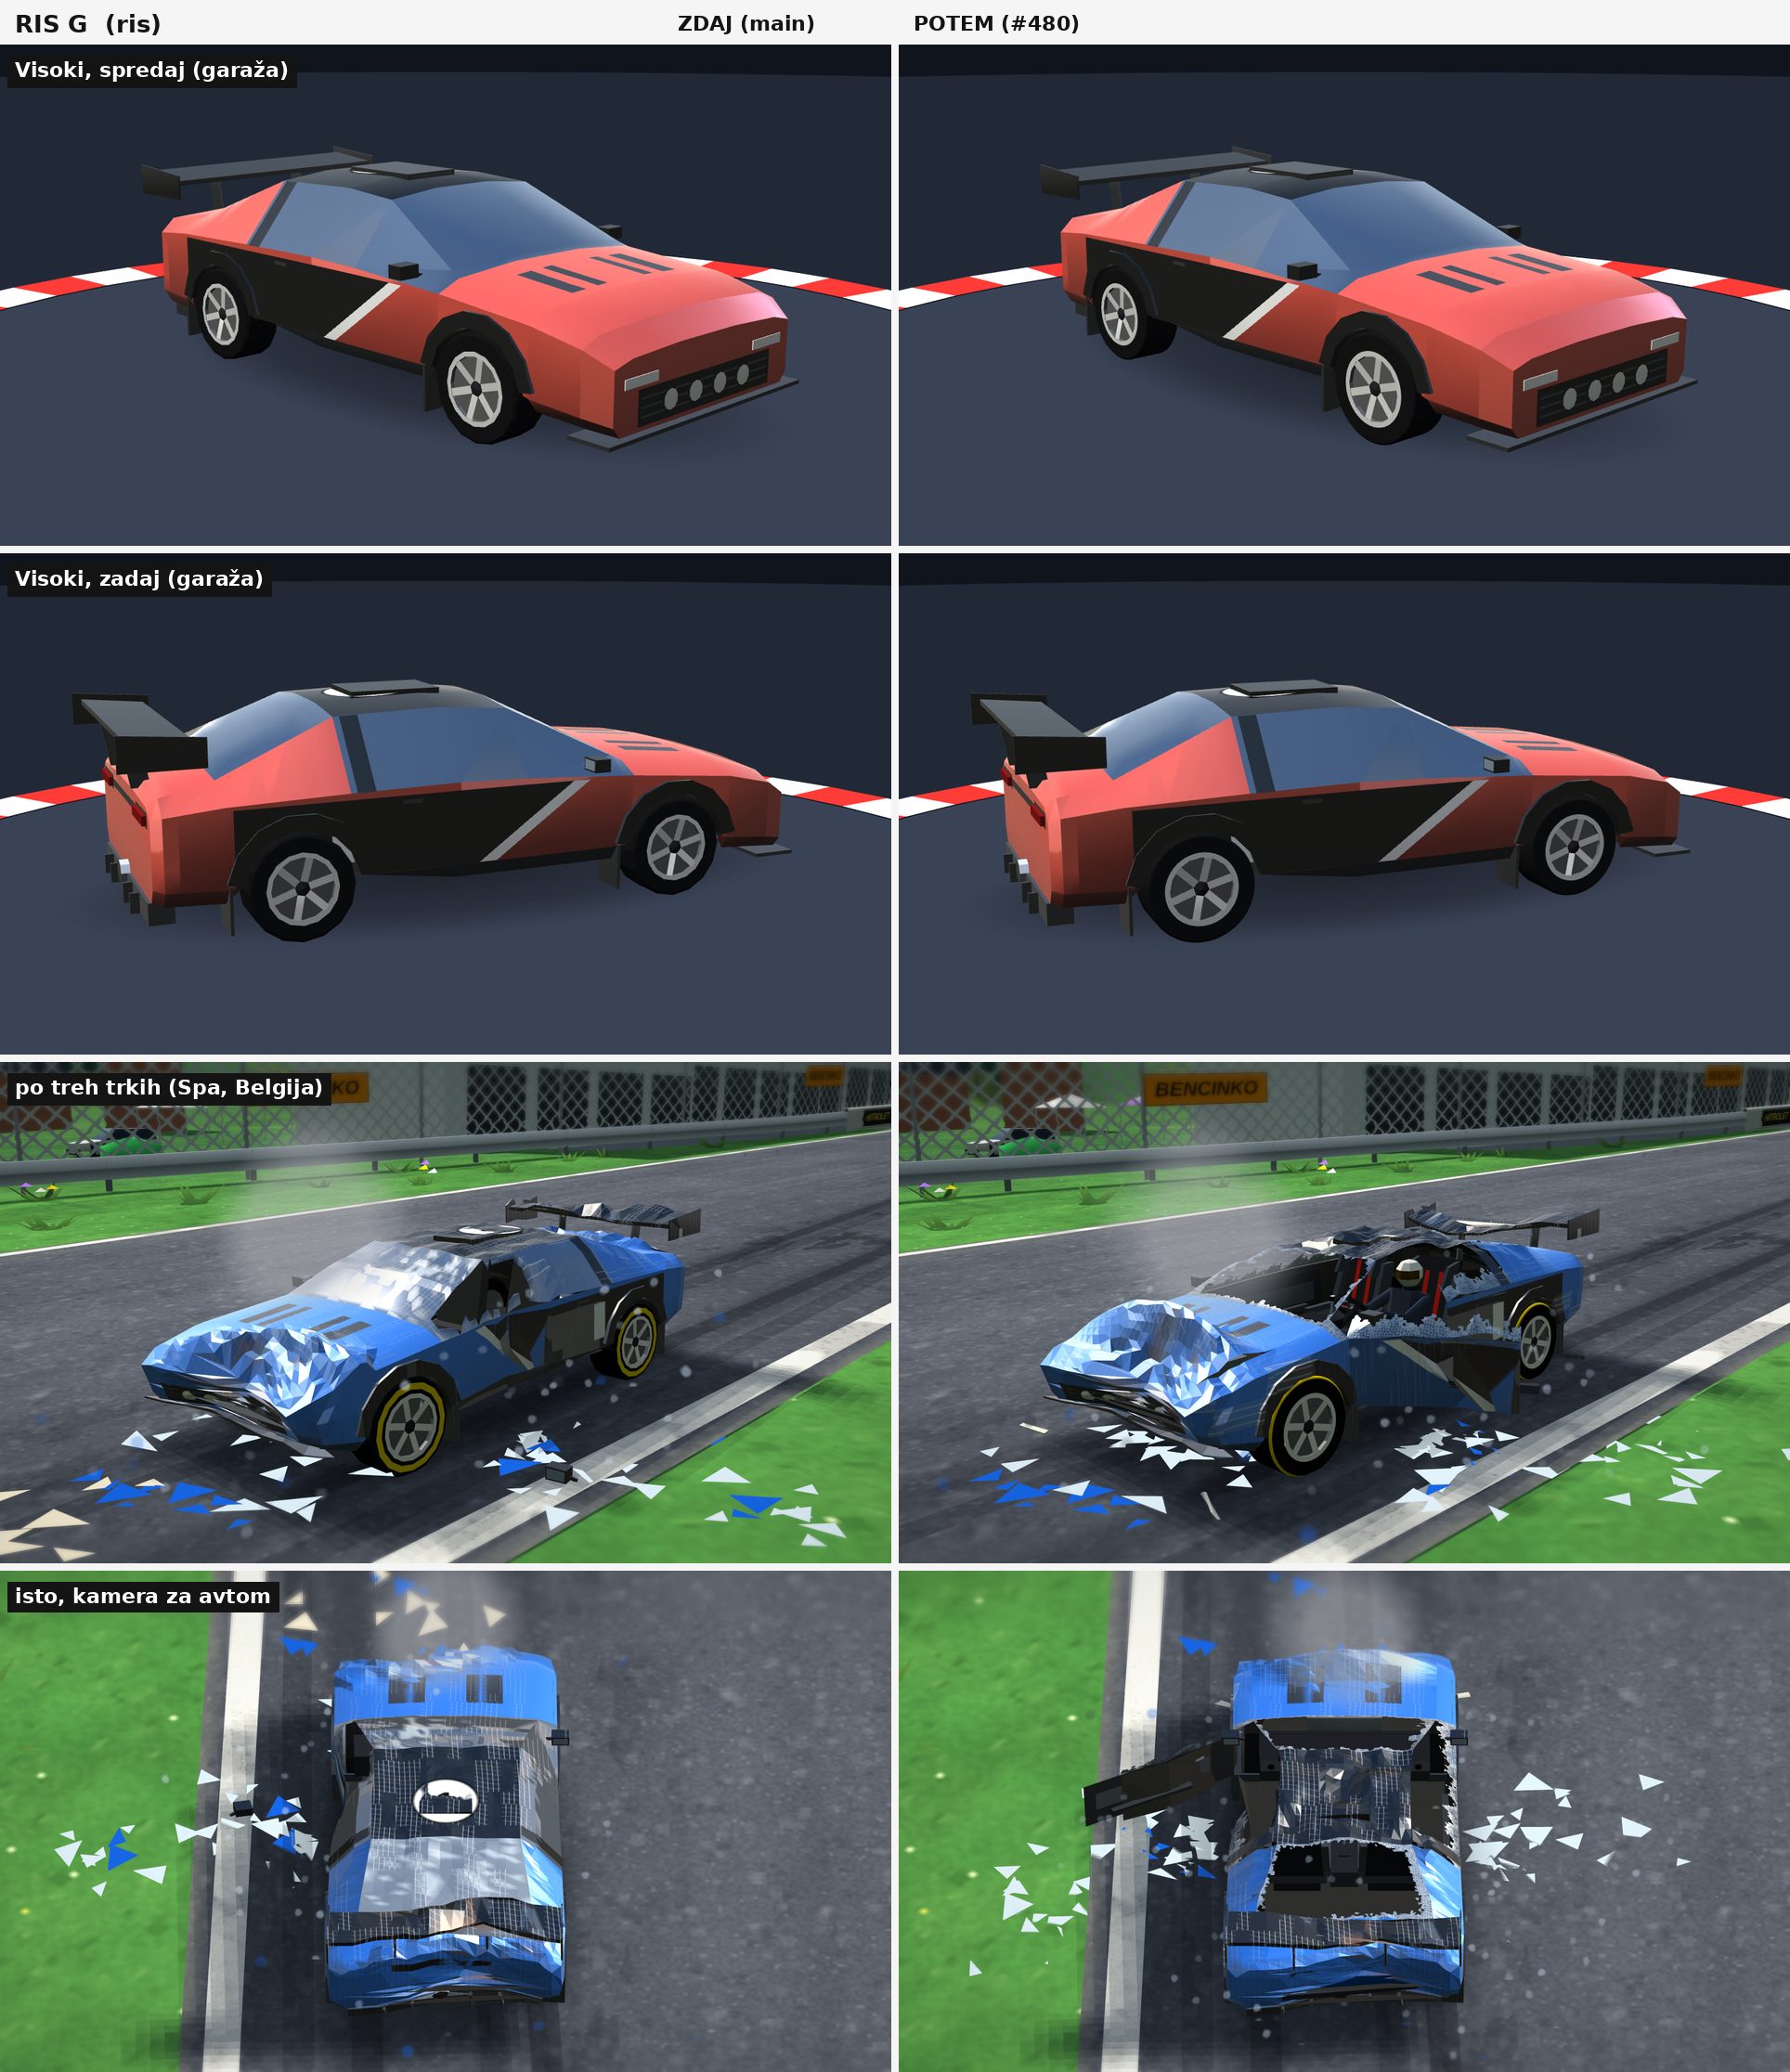 RIS G (ris)
ZDAJ (main)
POTEM (#480)
Visoki, spredaj (garaža)
Visoki, zadaj (garaža)
po treh trkih (Spa, Belgija)
KO
BENCINKO
isto, kamera za avtom